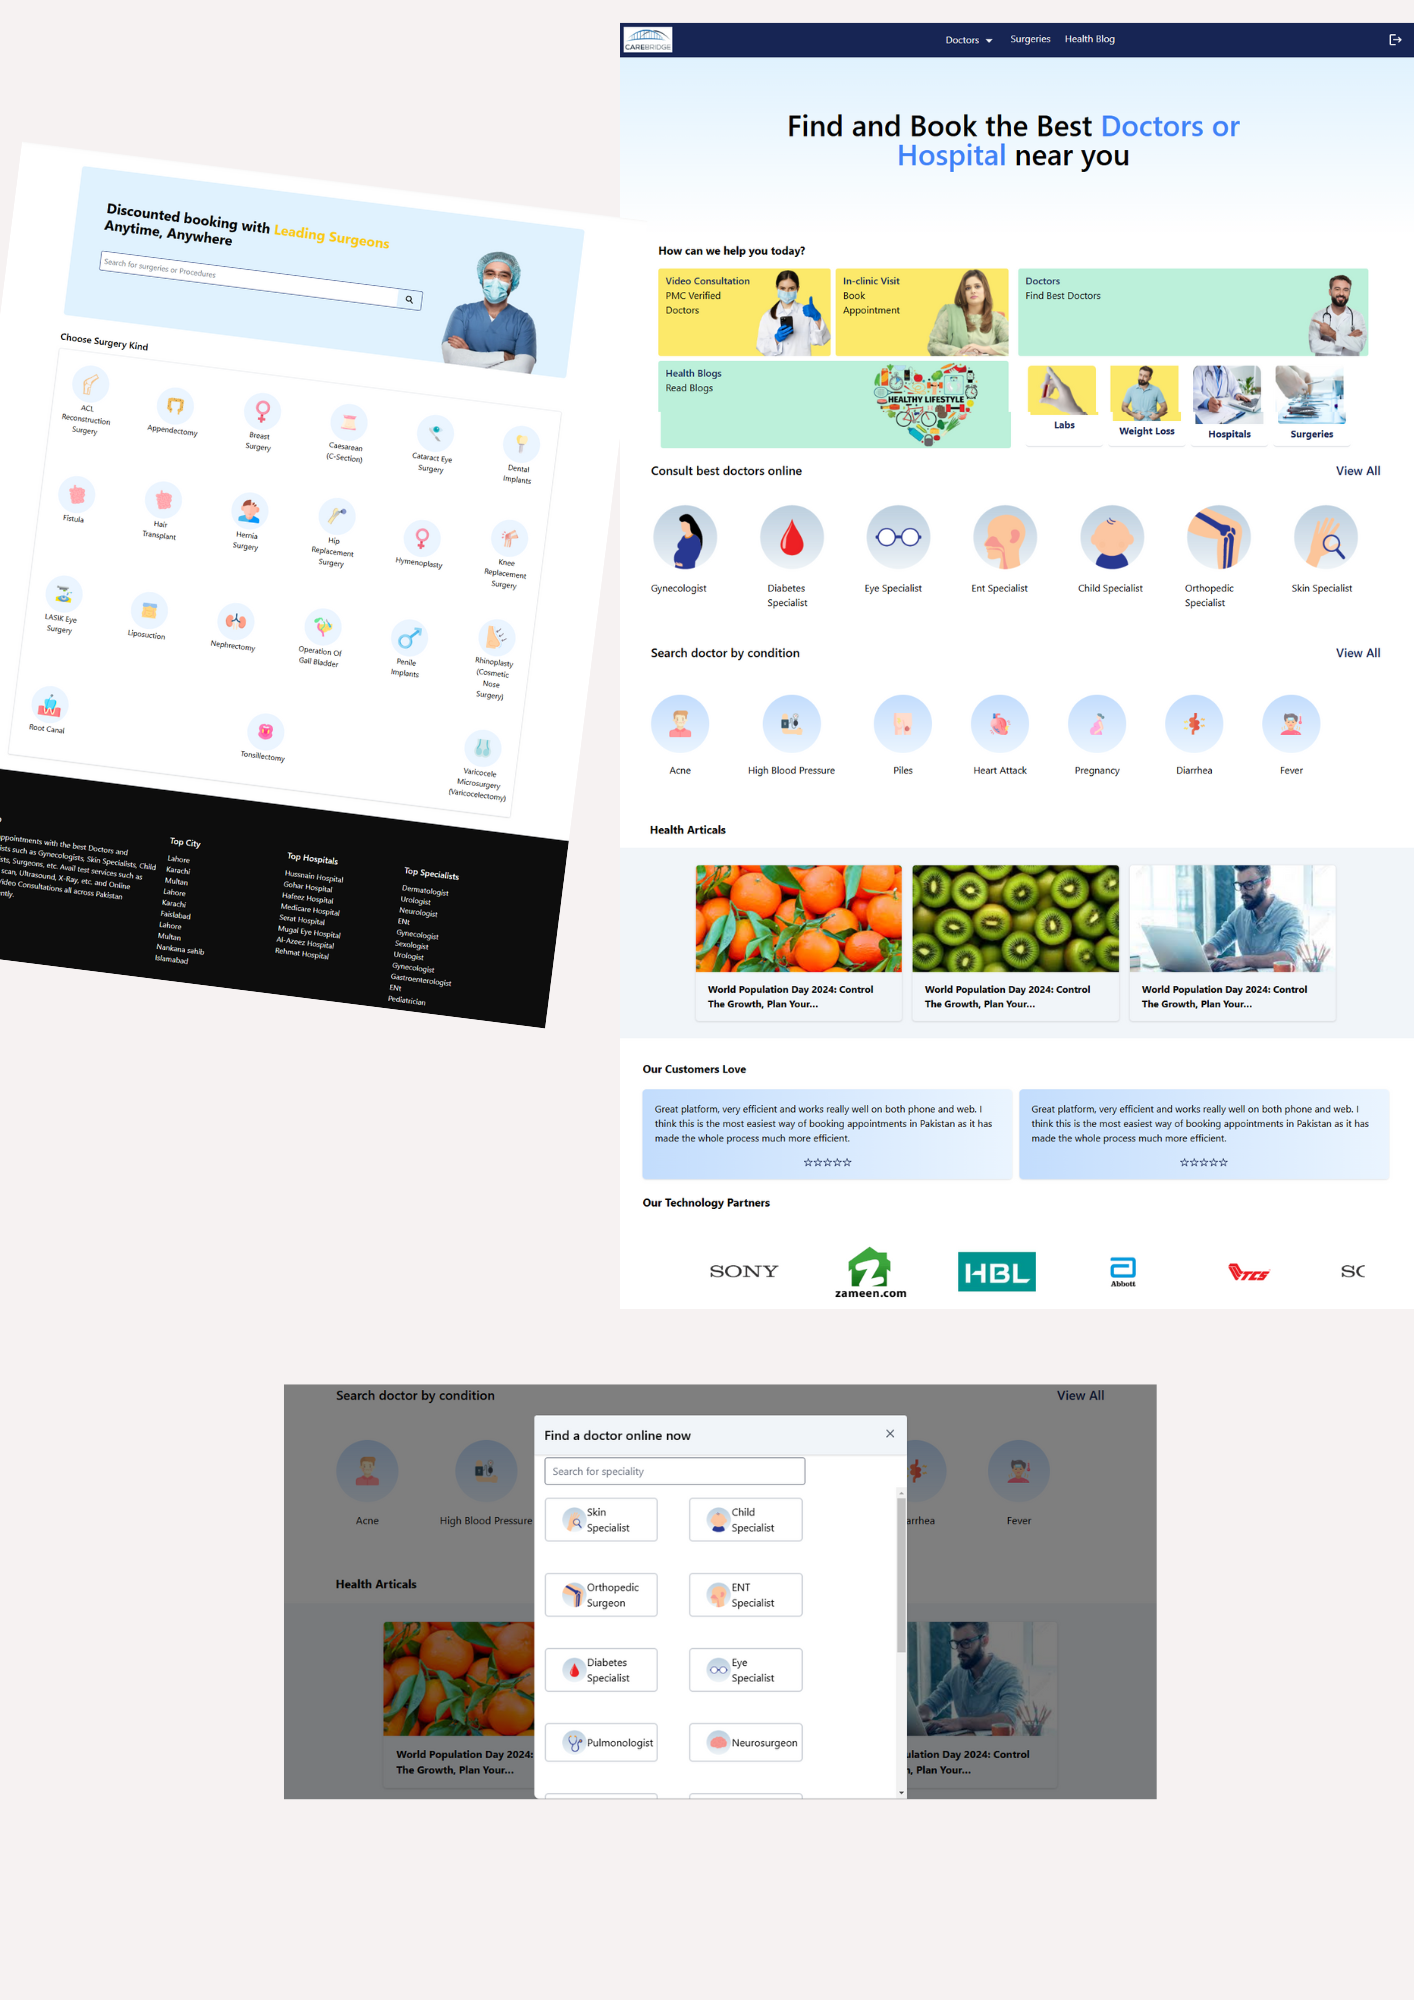 CAREBRIDGE
Doctors
Surgeries
Health Blog
Find and Book the Best Doctors or
Hospital near you
How can we help you today?
Video Consultation
PMC Verified
Doctors
In-clinic Visit
Book
Appointment
Doctors
Find Best Doctors
Health Blogs
Read Blogs
HEALTHY LIFESTYLE
Labs
Weight Loss
Hospitals
Surgeries
Consult best doctors online
View All
Gynecologist
Diabetes
Specialist
Eye Specialist
Ent Specialist
Child Specialist
Orthopedic
Specialist
Skin Specialist
Search doctor by condition
View All
Acne
High Blood Pressure
Piles
Heart Attack
Pregnancy
Diarrhea
Fever
Health Articals
World Population Day 2024: Control
The Growth, Plan Your...
World Population Day 2024: Control
The Growth, Plan Your...
World Population Day 2024: Control
The Growth, Plan Your...
Our Customers Love
Great platform, very efficient and works really well on both phone and web. I
think this is the most easiest way of booking appointments in Pakistan as it has
made the whole process much more efficient.
☆☆☆☆☆
Great platform, very efficient and works really well on both phone and web. I
think this is the most easiest way of booking appointments in Pakistan as it has
made the whole process much more efficient.
☆☆☆☆☆
Our Technology Partners
SONY
zameen.com
HBL
Abbott
TCS
SC
Discounted booking with Leading Surgeons
Anytime, Anywhere
Search for surgeries or Procedures
Choose Surgery Kind
ACL
Reconstruction
Surgery
Appendectomy
Breast
Surgery
Caesarean
(C-Section)
Cataract Eye
Surgery
Dental
Implants
Fistula
Hair
Transplant
Hernia
Surgery
Hip
Replacement
Surgery
Hymenoplasty
Knee
Replacement
Surgery
LASIK Eye
Surgery
Liposuction
Nephrectomy
Operation Of
Gall Bladder
Penile
Implants
Rhinoplasty
(Cosmetic
Nose
Surgery)
Root Canal
Tonsillectomy
Varicocele
Microsurgery
(Varicocelectomy)
ppointments with the best Doctors and
ists such as Gynecologists, Skin Specialists, Child
sts, Surgeons, etc. Avail test services such as
scan, Ultrasound, X-Ray, etc. and Online
Video Consultations all across Pakistan
ently.
Top City
Lahore
Karachi
Multan
Lahore
Karachi
Faislabad
Lahore
Multan
Nankana sahib
Islamabad
Top Hospitals
Hussnain Hospital
Gohar Hospital
Hafeez Hospital
Medicare Hospital
Serat Hospital
Mugal Eye Hospital
Al-Azeez Hospital
Rehmat Hospital
Top Specialists
Dermatologist
Urologist
Neurologist
ENt
Gynecologist
Sexologist
Urologist
Gynecologist
Gastroenterologist
ENt
Pediatrician
Search doctor by condition
View All
Acne
High Blood Pressure
arrhea
Fever
Health Articals
World Population Day 2024:
The Growth, Plan Your...
ulation Day 2024: Control
h, Plan Your...
Find a doctor online now
Search for speciality
Skin
Specialist
Child
Specialist
Orthopedic
Surgeon
ENT
Specialist
Diabetes
Specialist
Eye
Specialist
Pulmonologist
Neurosurgeon